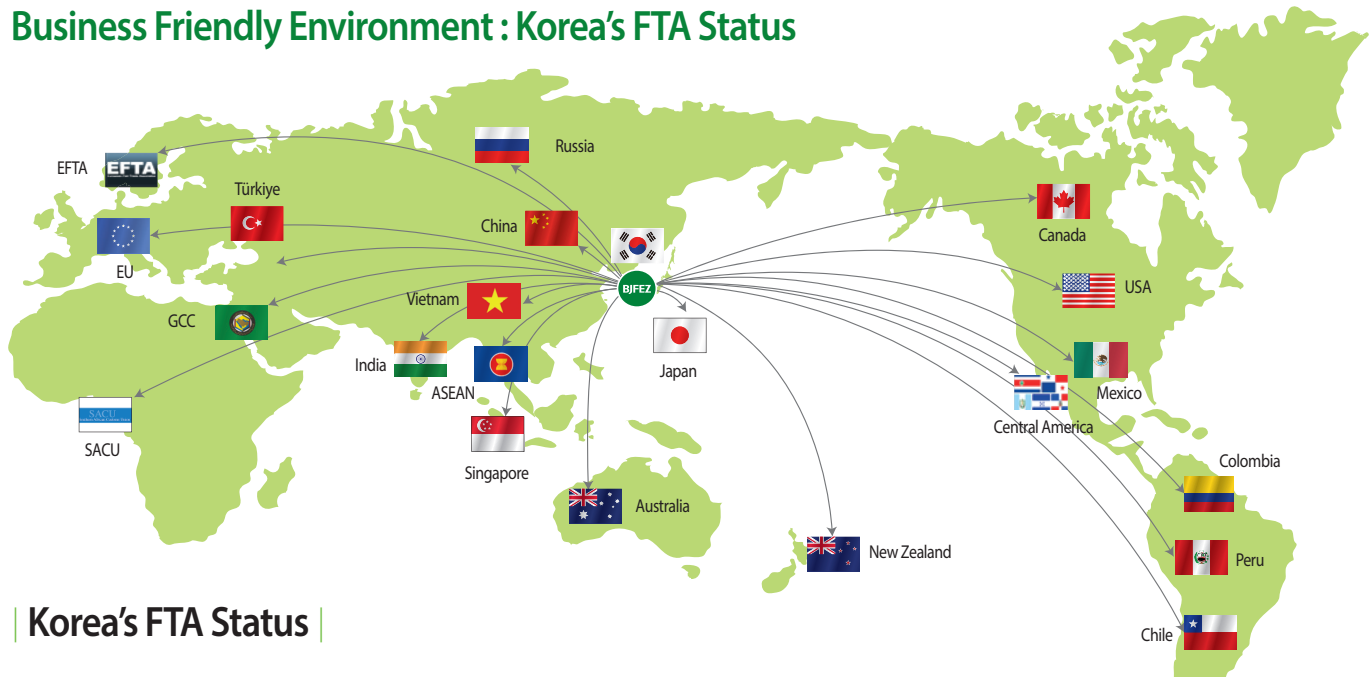 Business Friendly Environment : Korea's FTA Status
EFTA
EFTA
Russia
Türkiye
China
Canada
EU
BJFEZ
USA
Vietnam
GCC
India
Japan
ASEAN
Mexico
SACU
SACU
Central America
Singapore
Colombia
Australia
New Zealand
Peru
Chile
| Korea's FTA Status |